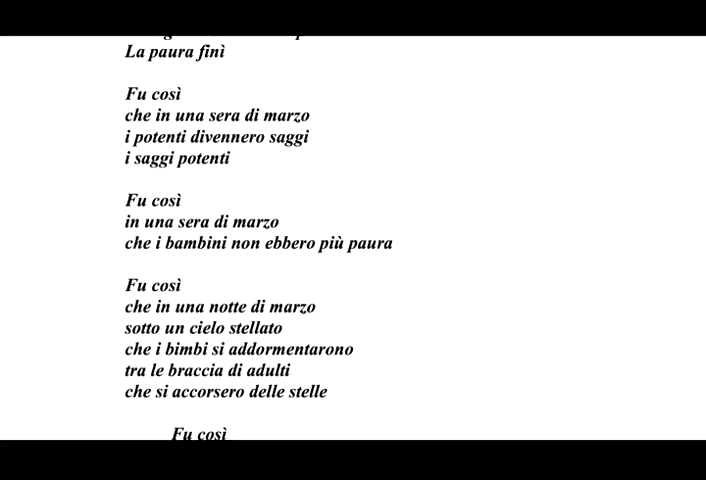 La paura finì
Fu così
che in una sera di marzo
i potenti divennero saggi
i saggi potenti
Fu così
in una sera di marzo
che i bambini non ebbero più paura
Fu così
che in una notte di marzo
sotto un cielo stellato
che i bimbi si addormentarono
tra le braccia di adulti
che si accorsero delle stelle
Fu così